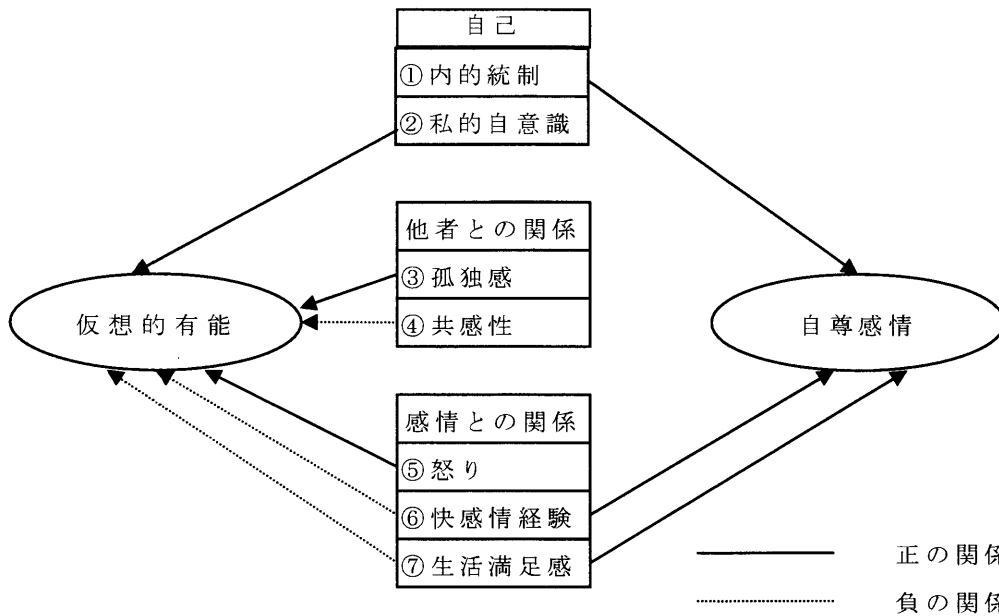 自己
①内的統制
②私的自意識
他者との関係
③孤独感
④共感性
仮想的有能
自尊感情
感情との関係
⑤怒り
⑥快感情経験
⑦生活満足感
正の関係
負の関係